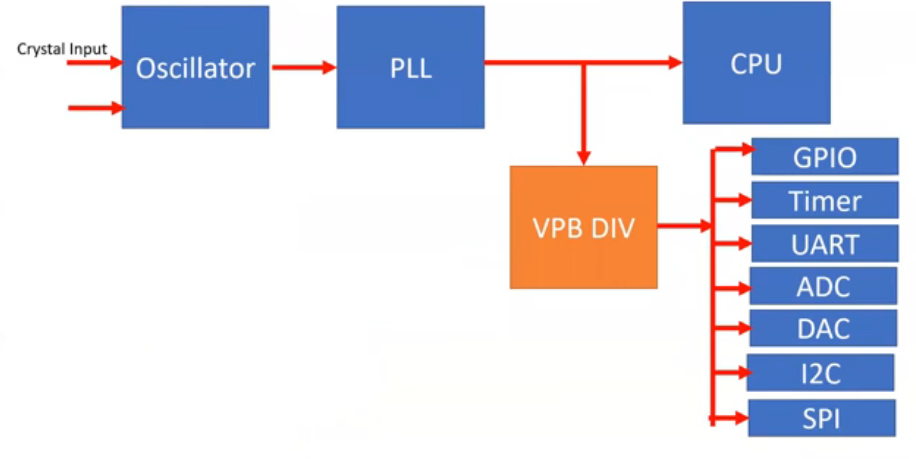 Crystal Input
Oscillator
PLL
CPU
VPB DIV
GPIO
Timer
UART
ADC
DAC
I2C
SPI